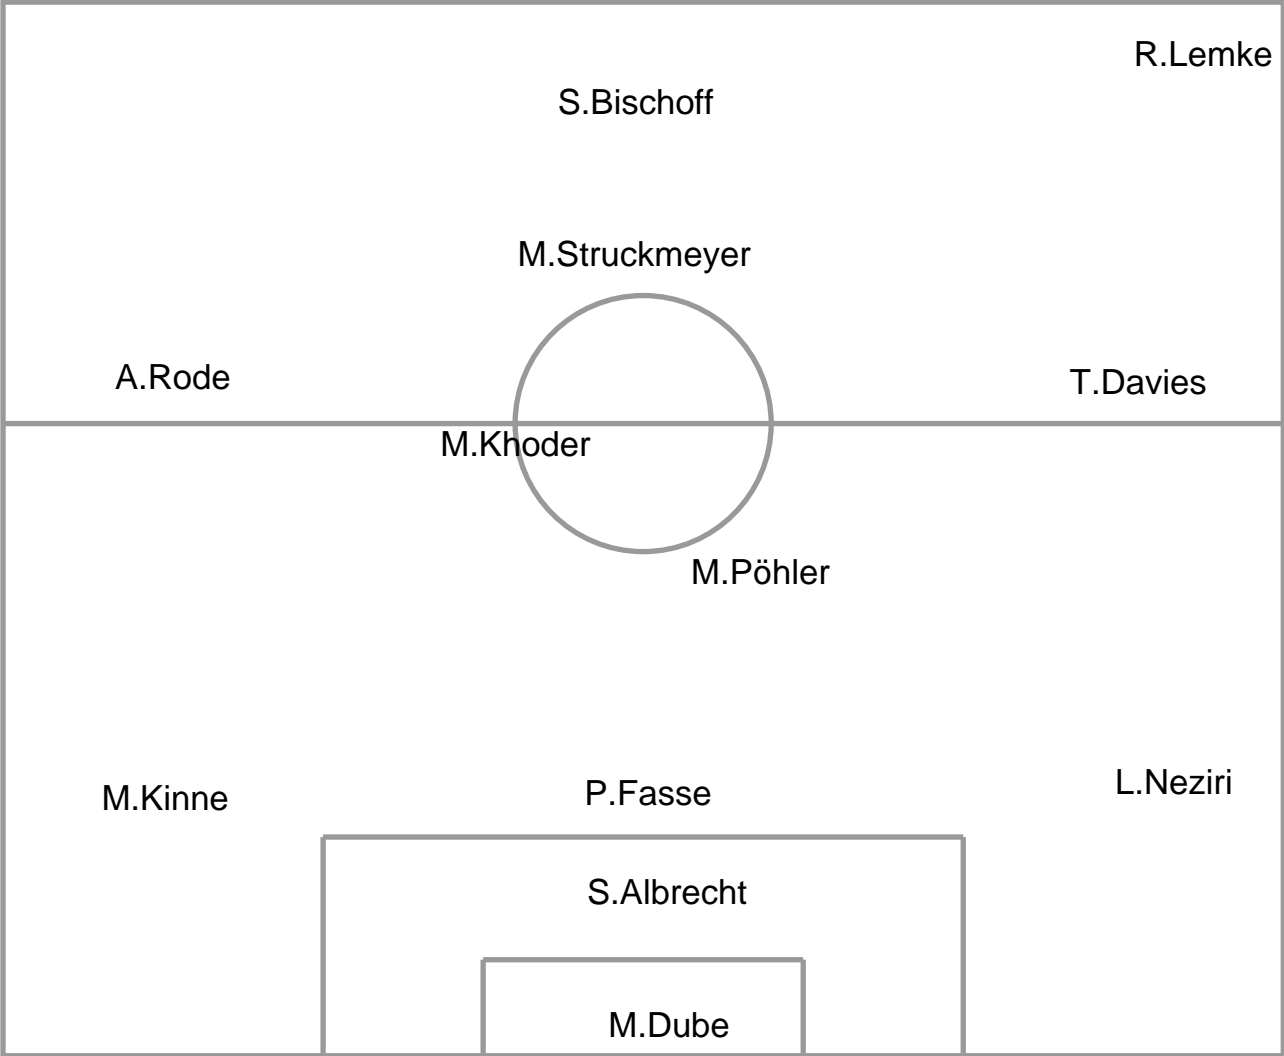 R.Lemke
S.Bischoff
M.Struckmeyer
A.Rode
T.Davies
M.Khoder
M.Pöhler
L.Neziri
P.Fasse
M.Kinne
S.Albrecht
M.Dube